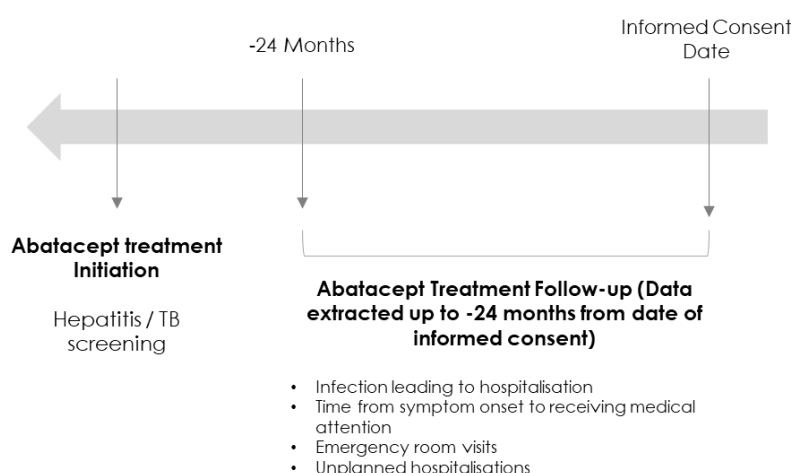 -24 Months
Informed Consent
Date
Abatacept treatment
Initiation
Hepatitis / TB
screening
Abatacept Treatment Follow-up (Data
extracted up to -24 months from date of
informed consent)
• Infection leading to hospitalisation
• Time from symptom onset to receiving medical
attention
• Emergency room visits
• Unplanned hospitalisations